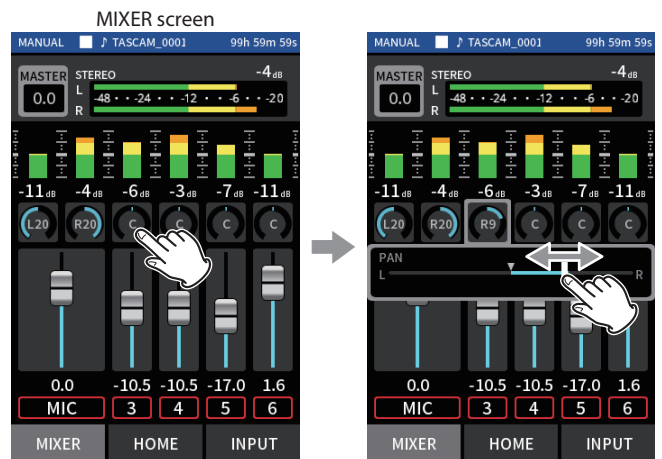 MIXER screen
MANUAL ♪ TASCAM_0001 99h 59m 59s
MASTER STEREO -4dB
0.0 L -48 · · -24 · · -12 · · -6 · · -20
R
-11dB -4dB -6dB -3dB -7dB -11dB
L20 R20 C C C C
0.0 -10.5 -10.5 -17.0 1.6
MIC 3 4 5 6
MIXER HOME INPUT
MANUAL ♪ TASCAM_0001 99h 59m 59s
MASTER STEREO -4dB
0.0 L -48 · · -24 · · -12 · · -6 · · -20
R
-11dB -4dB -6dB -3dB -7dB -11dB
L20 R20 R9 C C C
PAN
L R
0.0 -10.5 -10.5 -17.0 1.6
MIC 3 4 5 6
MIXER HOME INPUT